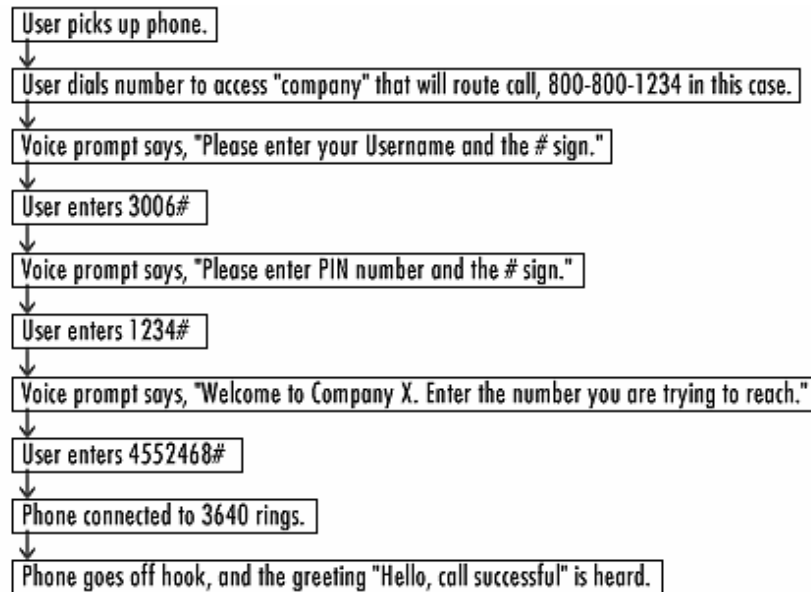 User picks up phone.
User dials number to access "company" that will route call, 800-800-1234 in this case.
Voice prompt says, "Please enter your Username and the # sign."
User enters 3006#
Voice prompt says, "Please enter PIN number and the # sign."
User enters 1234#
Voice prompt says, "Welcome to Company X. Enter the number you are trying to reach."
User enters 4552468#
Phone connected to 3640 rings.
Phone goes off hook, and the greeting "Hello, call successful" is heard.